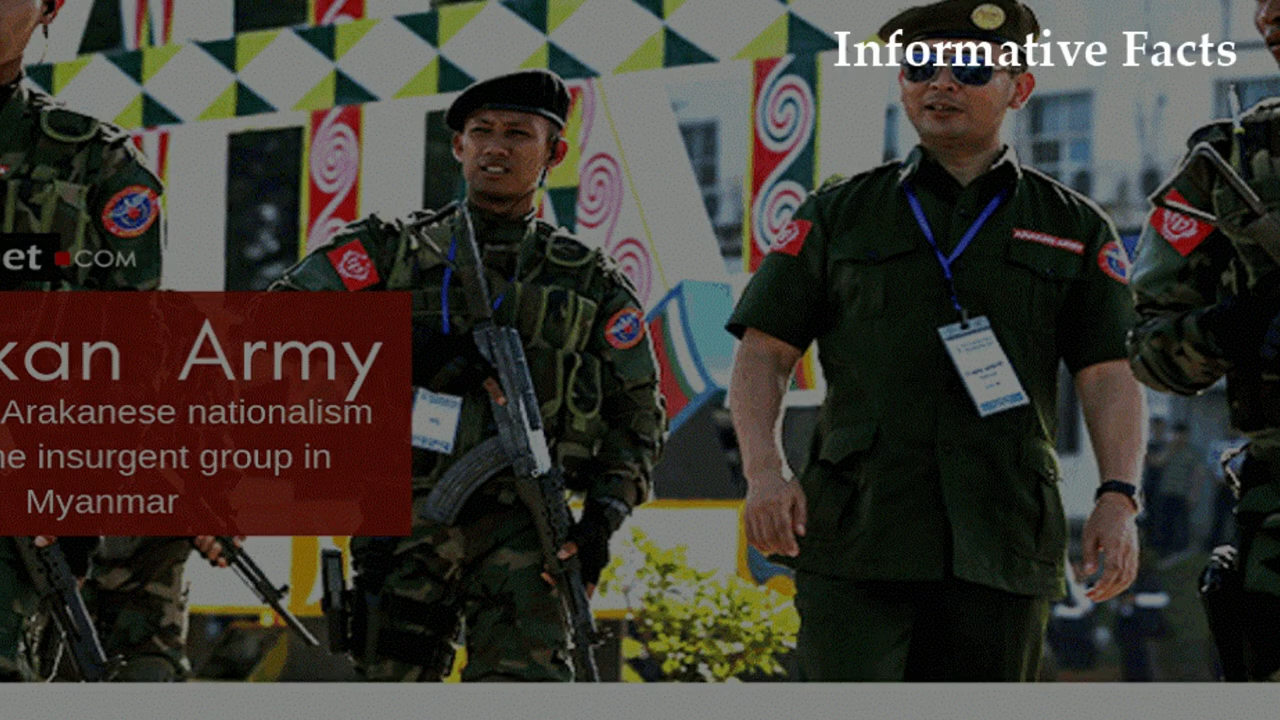 Informative Facts
et.COM
kan Army
Arakanese nationalism
he insurgent group in
Myanmar